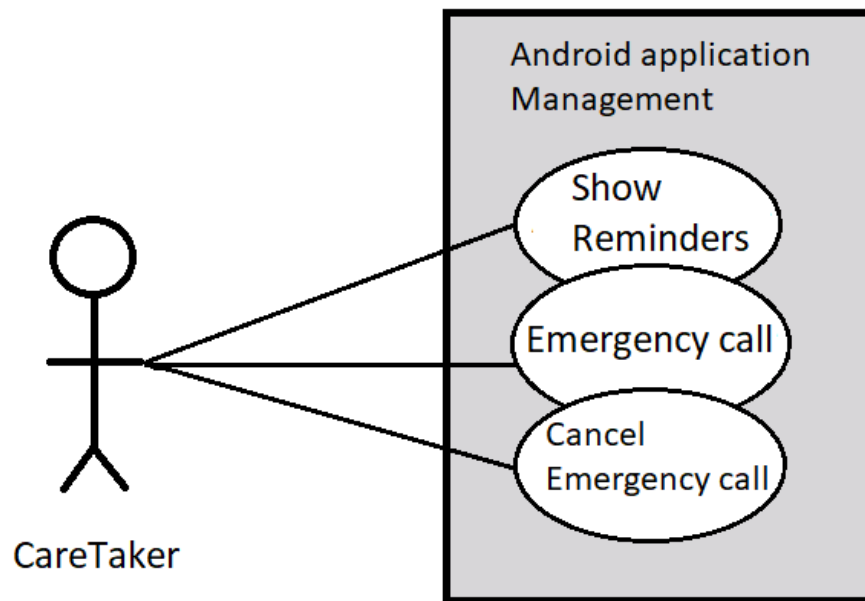 Android application
Management
Show
Reminders
Emergency call
Cancel
Emergency call
CareTaker